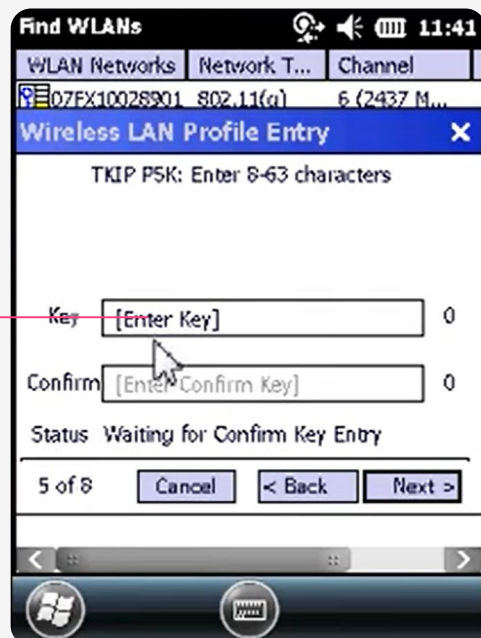 Find WLANs 11:41
WLAN Networks Network T... Channel
07FX10028901 802.11(g) 6 (2437 M...
Wireless LAN Profile Entry
TKIP PSK: Enter 8-63 characters
Key [Enter Key] 0
Confirm [Enter Confirm Key] 0
Status Waiting for Confirm Key Entry
5 of 8 Cancel < Back Next >